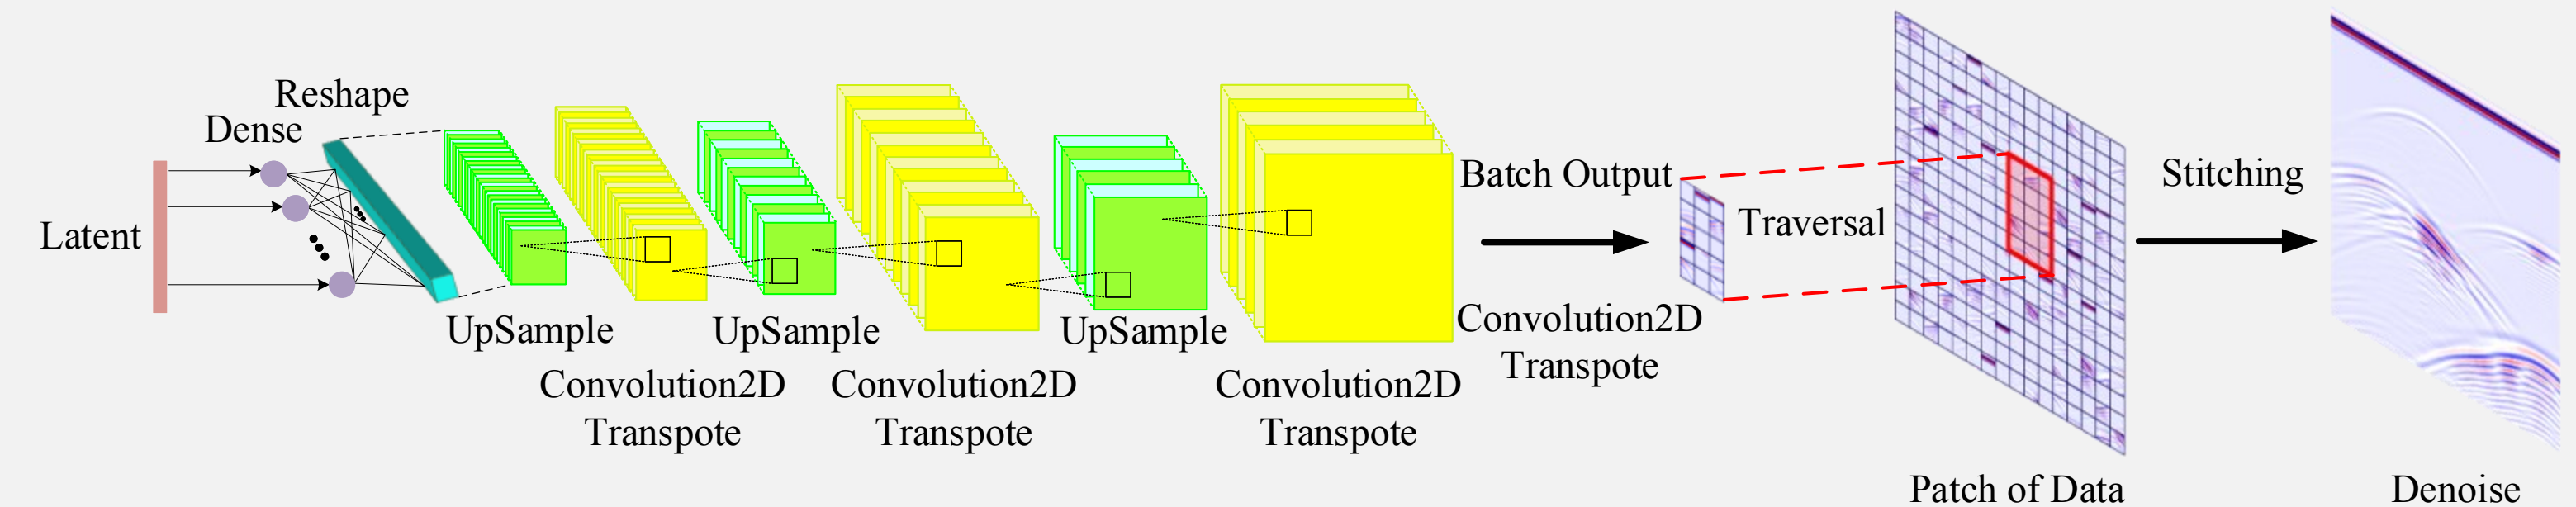 Latent
Dense
Reshape
UpSample
Convolution2D
Transpote
UpSample
Convolution2D
Transpote
UpSample
Convolution2D
Transpote
Batch Output
Convolution2D
Transpote
Traversal
Patch of Data
Stitching
Denoise